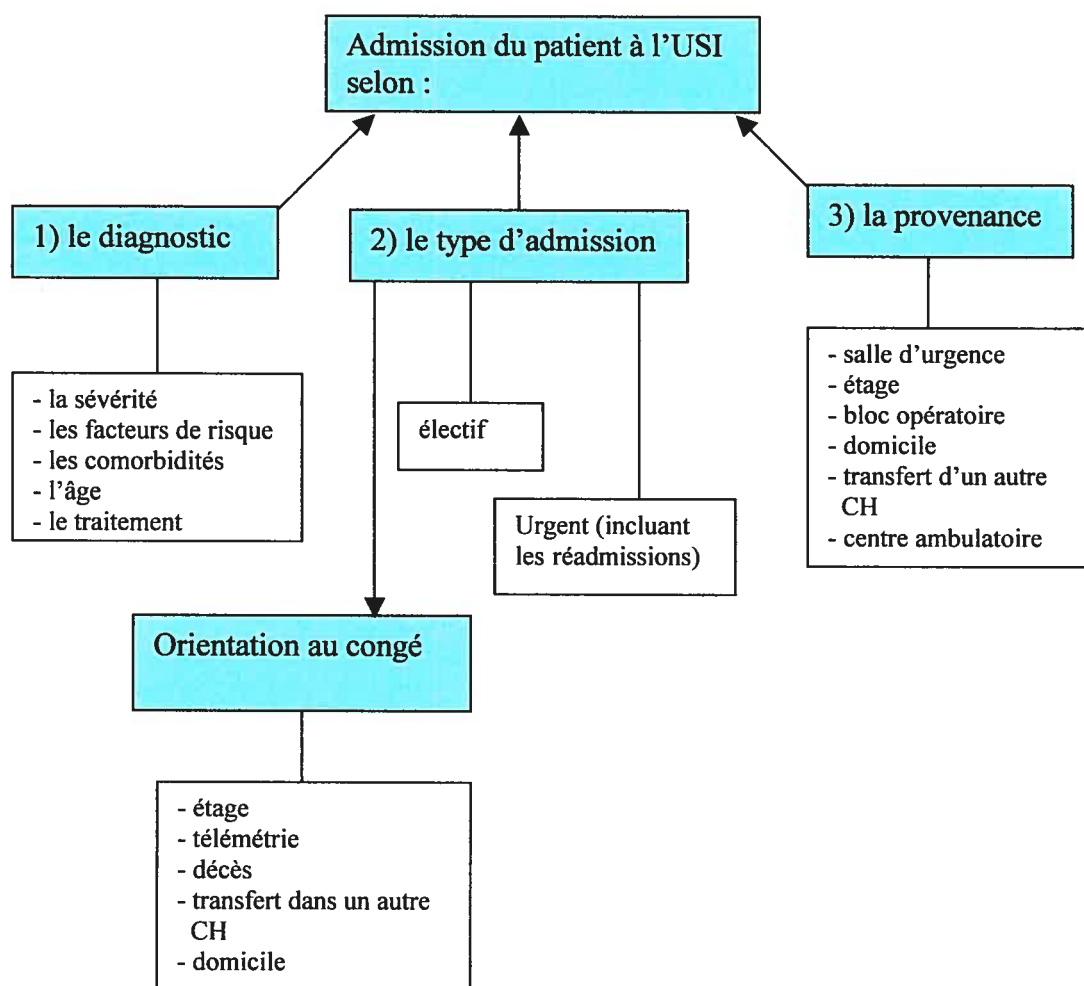 Admission du patient à l'USI
selon :
1) le diagnostic
2) le type d'admission
3) la provenance
- la sévérité
- les facteurs de risque
- les comorbidités
- l'âge
- le traitement
électif
Urgent (incluant
les réadmissions)
- salle d'urgence
- étage
- bloc opératoire
- domicile
- transfert d'un autre
CH
- centre ambulatoire
Orientation au congé
- étage
- télémétrie
- décès
- transfert dans un autre
CH
- domicile